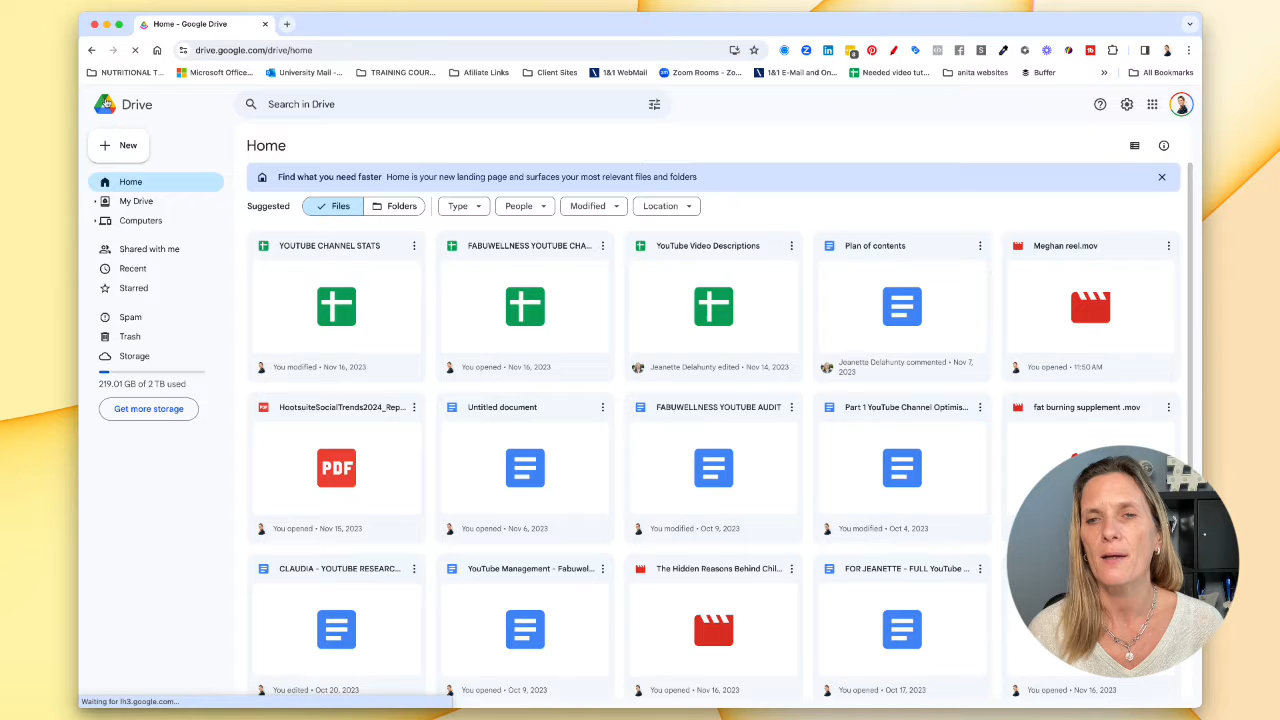 Home - Google Drive
drive.google.com/drive/home
NUTRITIONAL T...
Microsoft Office...
University Mail -...
TRAINING COUR...
Afiliate Links
Client Sites
1&1 WebMail
Zoom Rooms - Zo...
1&1 E-Mail and On...
Needed video tut...
anita websites
Buffer
All Bookmarks
Drive
Search in Drive
New
Home
Home
Find what you need faster Home is your new landing page and surfaces your most relevant files and folders
My Drive
Suggested
Files
Folders
Type
People
Modified
Location
Computers
YOUTUBE CHANNEL STATS
FABUWELLNESS YOUTUBE CHA...
YouTube Video Descriptions
Plan of contents
Meghan reel.mov
Shared with me
Recent
Starred
Spam
Trash
Storage
You modified • Nov 16, 2023
You opened • Nov 16, 2023
Jeanette Delahunty edited • Nov 14, 2023
Jeanette Delahunty commented • Nov 7, 2023
You opened • 11:50 AM
219.01 GB of 2 TB used
Get more storage
HootsuiteSocialTrends2024_Rep...
Untitled document
FABUWELLNESS YOUTUBE AUDIT
Part 1 YouTube Channel Optimis...
fat burning supplement .mov
PDF
You opened • Nov 15, 2023
You opened • Nov 6, 2023
You modified • Oct 9, 2023
You modified • Oct 4, 2023
CLAUDIA - YOUTUBE RESEARC...
YouTube Management - Fabuwel...
The Hidden Reasons Behind Chil...
FOR JEANETTE - FULL YouTube ...
You edited • Oct 20, 2023
You opened • Oct 9, 2023
You opened • Nov 16, 2023
You opened • Oct 17, 2023
You opened • Nov 16, 2023
Waiting for lh3.google.com...